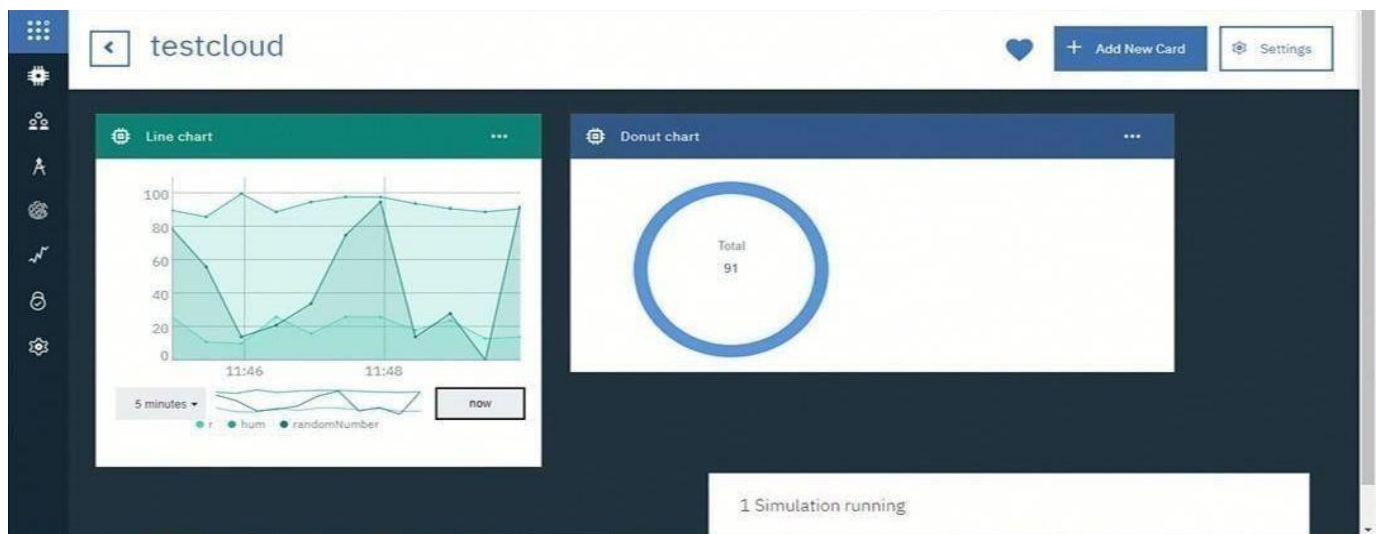 testcloud
+ Add New Card
Settings
Line chart
Donut chart
100
80
60
40
20
0
11:46
11:48
5 minutes
now
r
hum
randomNumber
Total
91
1 Simulation running